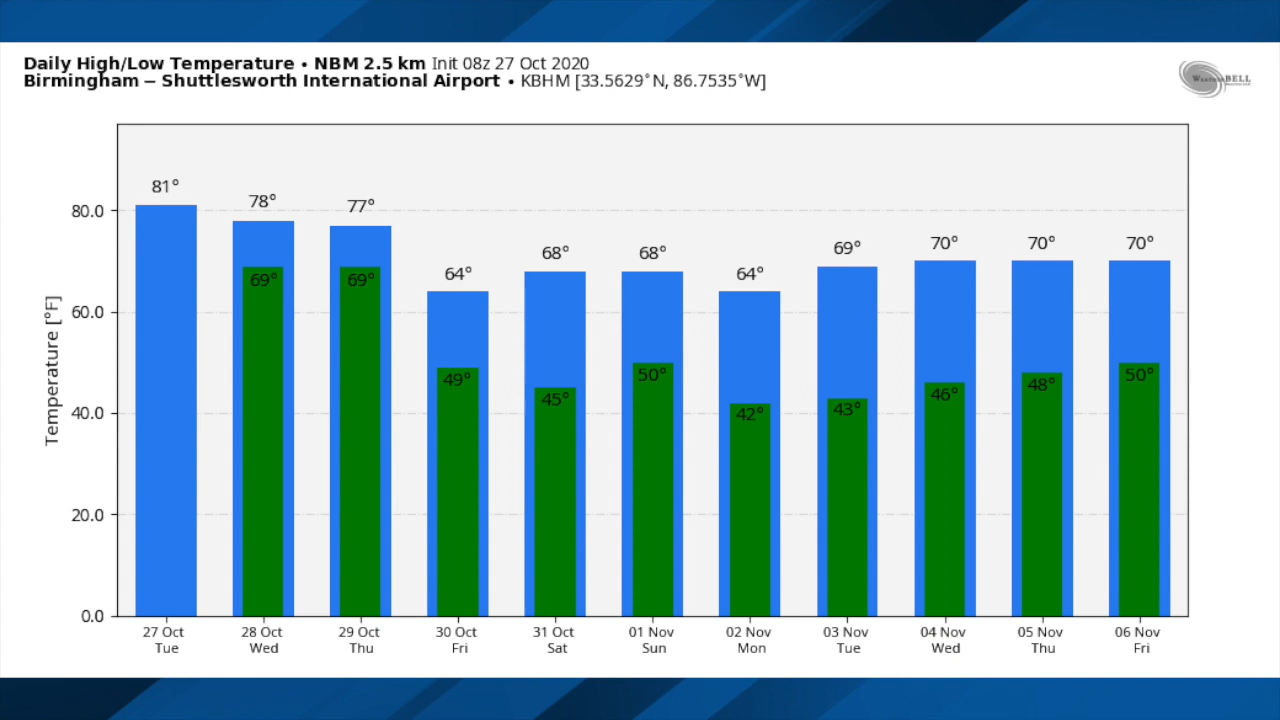 Daily High/Low Temperature • NBM 2.5 km Init 08z 27 Oct 2020
Birmingham – Shuttlesworth International Airport • KBHM [33.5629°N, 86.7535°W]
WeatherBELL
81°
78°
77°
64°
68°
68°
64°
69°
70°
70°
70°
69°
69°
49°
45°
50°
42°
43°
46°
48°
50°
Temperature [°F]
80.0
60.0
40.0
20.0
0.0
27 Oct
Tue
28 Oct
Wed
29 Oct
Thu
30 Oct
Fri
31 Oct
Sat
01 Nov
Sun
02 Nov
Mon
03 Nov
Tue
04 Nov
Wed
05 Nov
Thu
06 Nov
Fri